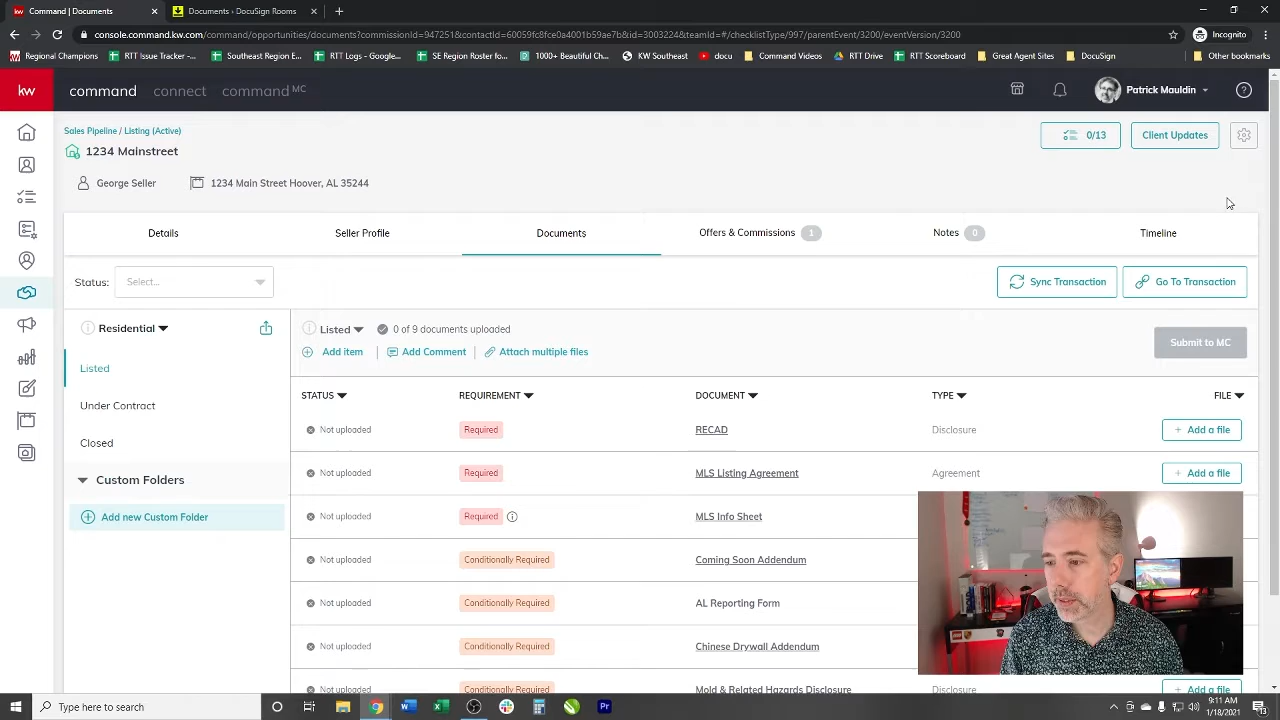 Command | Documents
Documents › DocuSign Rooms
console.command.kw.com/command/opportunities/documents?commissionId=947251&contactId=60059fc8fce0a4001b59ae7b&id=3003224&teamId=#/checklistType/997/parentEvent/3200/eventVersion/3200
Incognito
Regional Champions
RTT Issue Tracker -...
SE Region Roster -...
RTT Logs - Googl...
SE Region Roster fo...
1000+ Beautiful Ch...
KW Southeast
docu
Command Videos
RTT Drive
RTT Scoreboard
Great Agent Sites
DocuSign
Other bookmarks
kw
command
connect
command MC
Patrick Mauldin
Sales Pipeline / Listing (Active)
1234 Mainstreet
0/13
Client Updates
George Seller
1234 Main Street Hoover, AL 35244
Details
Seller Profile
Documents
Offers & Commissions 1
Notes 0
Timeline
Status:
Select...
Sync Transaction
Go To Transaction
Residential
Listed
Under Contract
Closed
Custom Folders
Add new Custom Folder
Listed
0 of 9 documents uploaded
Add item
Add Comment
Attach multiple files
Submit to MC
STATUS REQUIREMENT DOCUMENT TYPE FILE
Not uploaded Required RECAD Disclosure + Add a file
Not uploaded Required MLS Listing Agreement Agreement + Add a file
Not uploaded Required MLS Info Sheet
Not uploaded Conditionally Required Coming Soon Addendum
Not uploaded Conditionally Required AL Reporting Form
Not uploaded Conditionally Required Chinese Drywall Addendum
Not uploaded Conditionally Required Mold & Related Hazards Disclosure Disclosure + Add a file
Type here to search
9:11 AM
1/18/2021